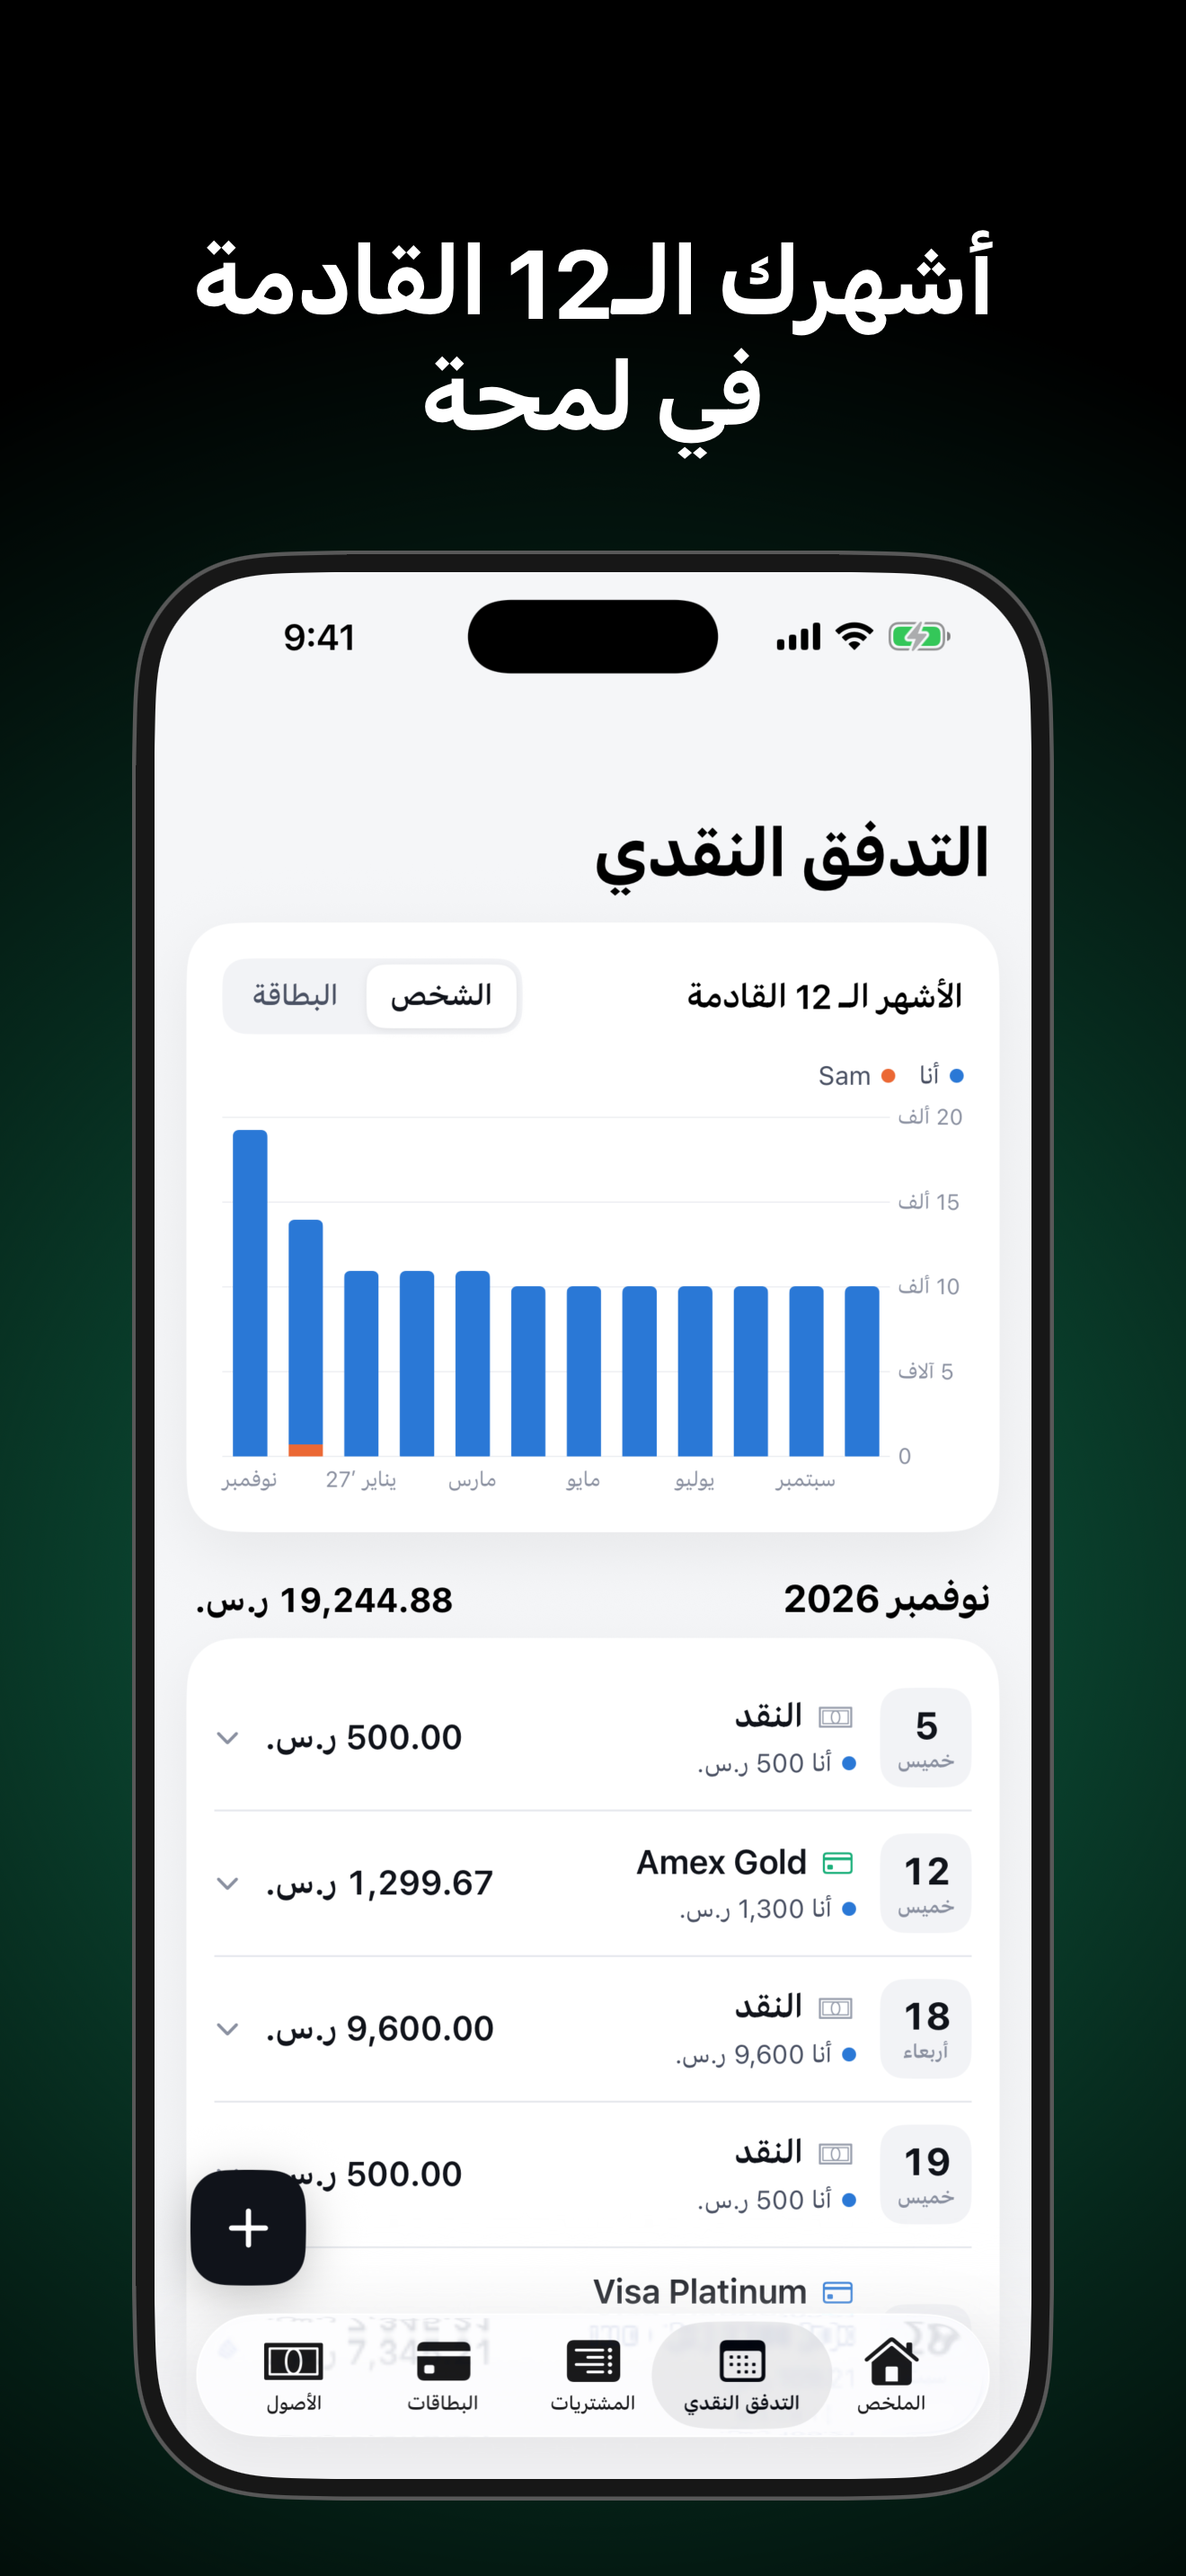 أشهرك الـ12 القادمة
في لمحة
9:41
التدفق النقدي
الأشهر الـ 12 القادمة
الشخص
البطاقة
أنا
Sam
20 ألف
15 ألف
10 ألف
5 آلاف
0
سبتمبر
يوليو
مايو
مارس
يناير ’27
نوفمبر
نوفمبر 2026
19,244.88 ر.س.
5
خميس
النقد
أنا 500 ر.س.
500.00 ر.س.
12
خميس
Amex Gold
أنا 1,300 ر.س.
1,299.67 ر.س.
18
أربعاء
النقد
أنا 9,600 ر.س.
9,600.00 ر.س.
19
خميس
النقد
أنا 500 ر.س.
500.00 ر.س
Visa Platinum
الملخص
التدفق النقدي
المشتريات
البطاقات
الأصول